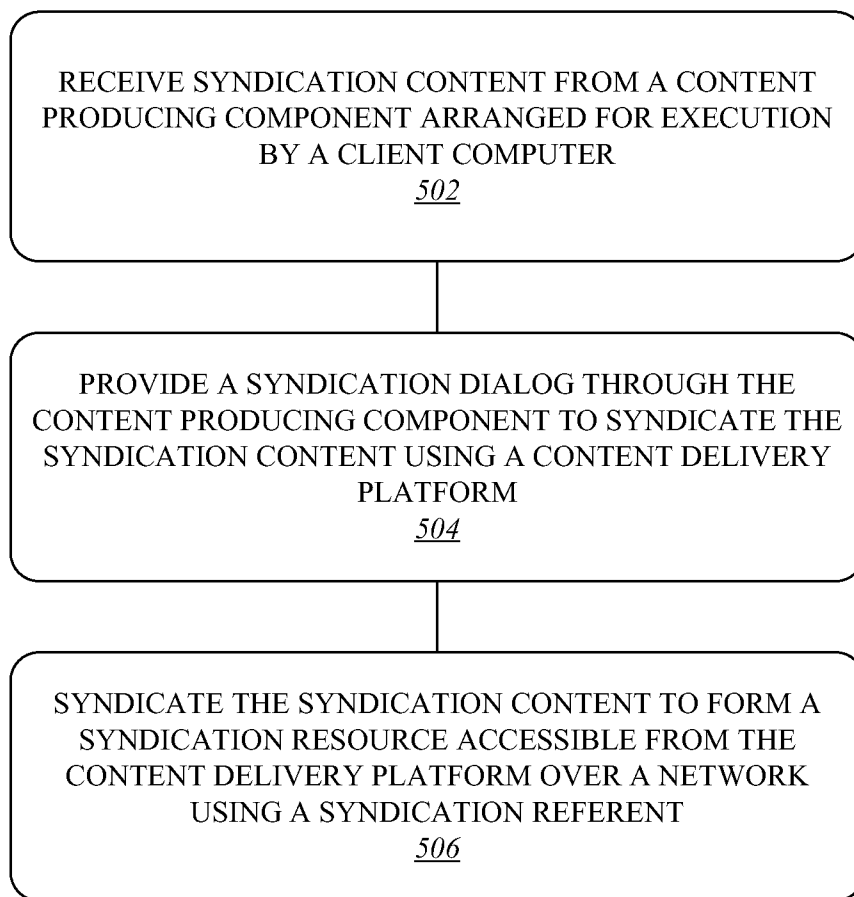 RECEIVE SYNDICATION CONTENT FROM A CONTENT
PRODUCING COMPONENT ARRANGED FOR EXECUTION
BY A CLIENT COMPUTER
502
PROVIDE A SYNDICATION DIALOG THROUGH THE
CONTENT PRODUCING COMPONENT TO SYNDICATE THE
SYNDICATION CONTENT USING A CONTENT DELIVERY
PLATFORM
504
SYNDICATE THE SYNDICATION CONTENT TO FORM A
SYNDICATION RESOURCE ACCESSIBLE FROM THE
CONTENT DELIVERY PLATFORM OVER A NETWORK
USING A SYNDICATION REFERENT
506